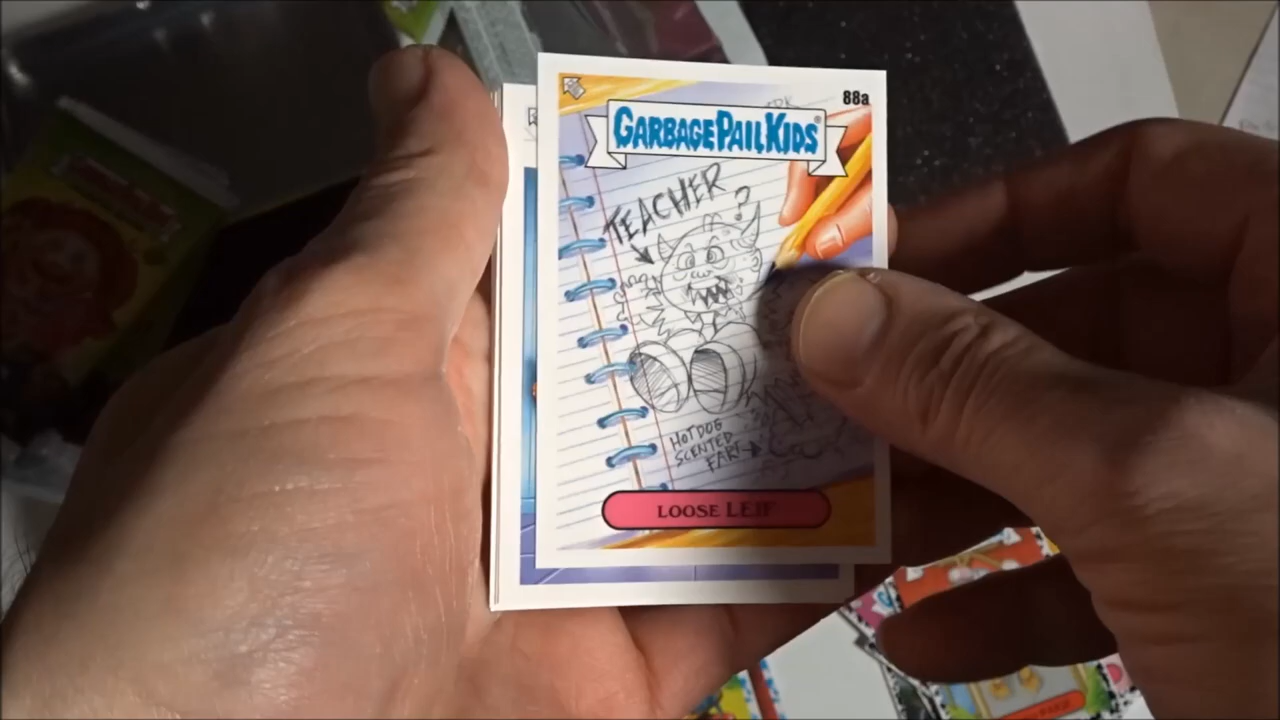 88a
GARBAGE PAIL KIDS
TEACHER
?
HOTDOG
SCENTED
FART
LOOSE LEIF